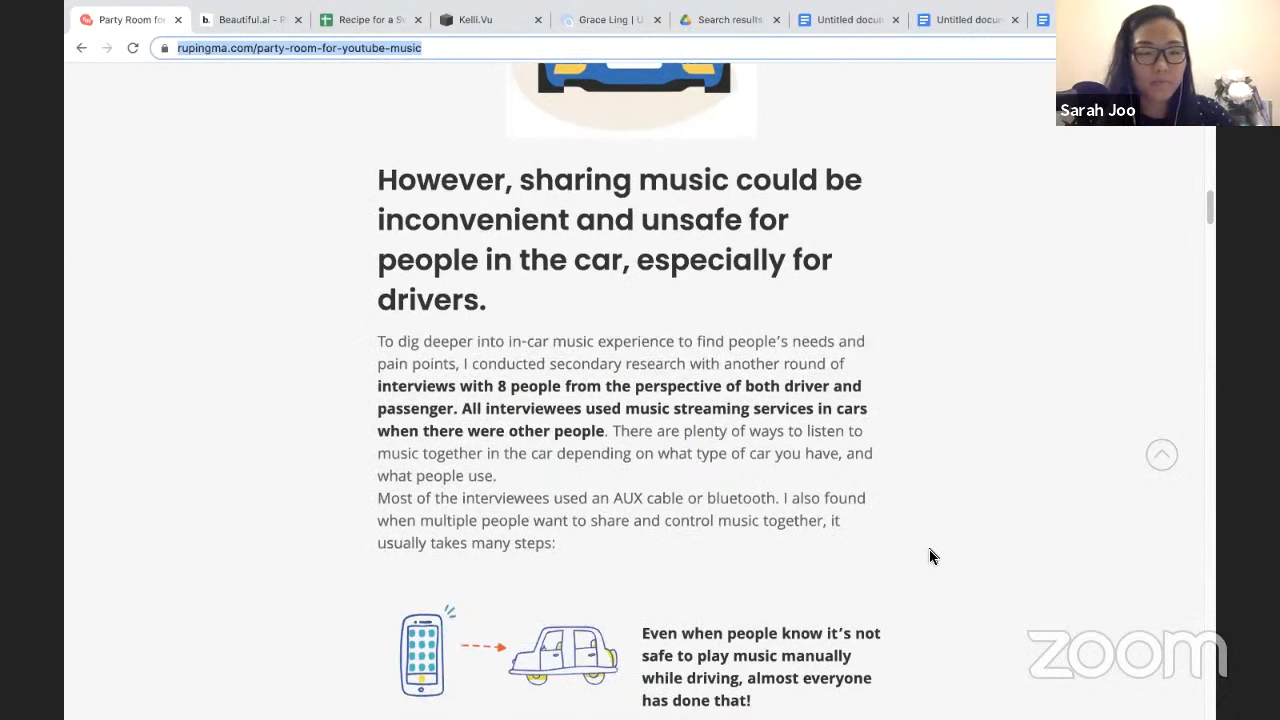 Party Room for
Beautiful.ai - P
Recipe for a Sv
Kelli.Vu
Grace Ling | U
Search results
Untitled docu
Untitled docu
rupingma.com/party-room-for-youtube-music
Sarah Joo
However, sharing music could be
inconvenient and unsafe for
people in the car, especially for
drivers.
To dig deeper into in-car music experience to find people's needs and
pain points, I conducted secondary research with another round of
interviews with 8 people from the perspective of both driver and
passenger. All interviewees used music streaming services in cars
when there were other people. There are plenty of ways to listen to
music together in the car depending on what type of car you have, and
what people use.
Most of the interviewees used an AUX cable or bluetooth. I also found
when multiple people want to share and control music together, it
usually takes many steps:
Even when people know it's not
safe to play music manually
while driving, almost everyone
has done that!
zoom